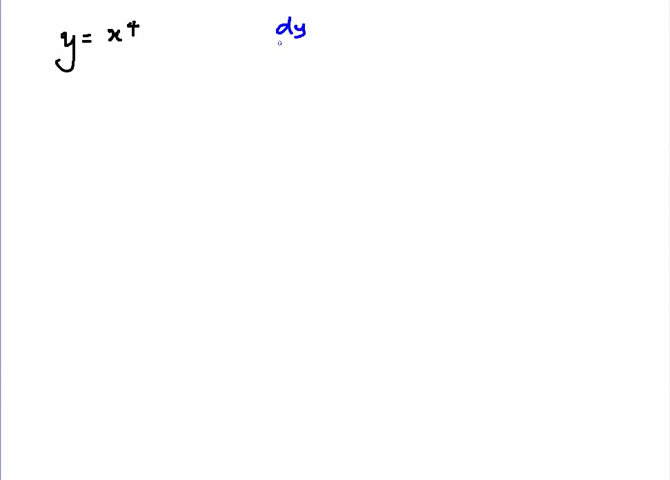 y = x⁴ dy